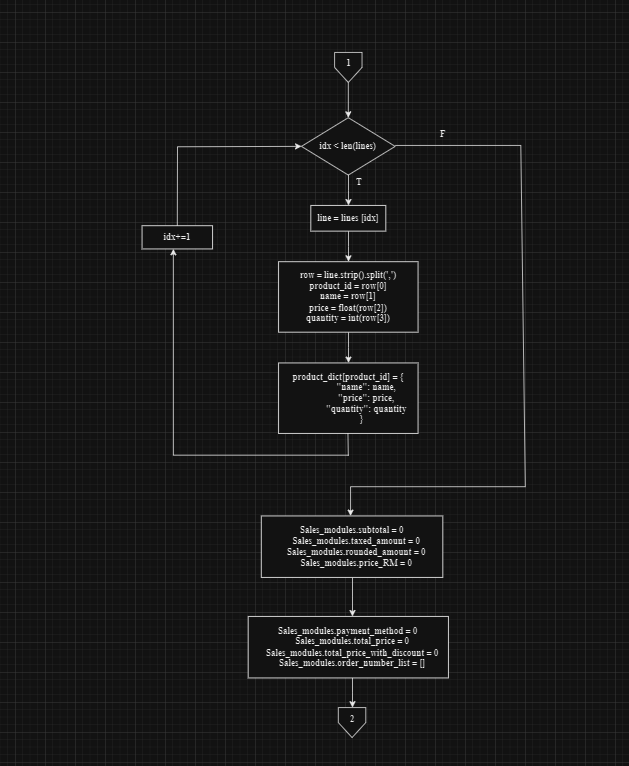 1
idx < len(lines)
F
T
line = lines [idx]
idx+=1
row = line.strip().split(',')
product_id = row[0]
name = row[1]
price = float(row[2])
quantity = int(row[3])
product_dict[product_id] = {
"name": name,
"price": price,
"quantity": quantity
}
Sales_modules.subtotal = 0
Sales_modules.taxed_amount = 0
Sales_modules.rounded_amount = 0
Sales_modules.price_RM = 0
Sales_modules.payment_method = 0
Sales_modules.total_price = 0
Sales_modules.total_price_with_discount = 0
Sales_modules.order_number_list = []
2